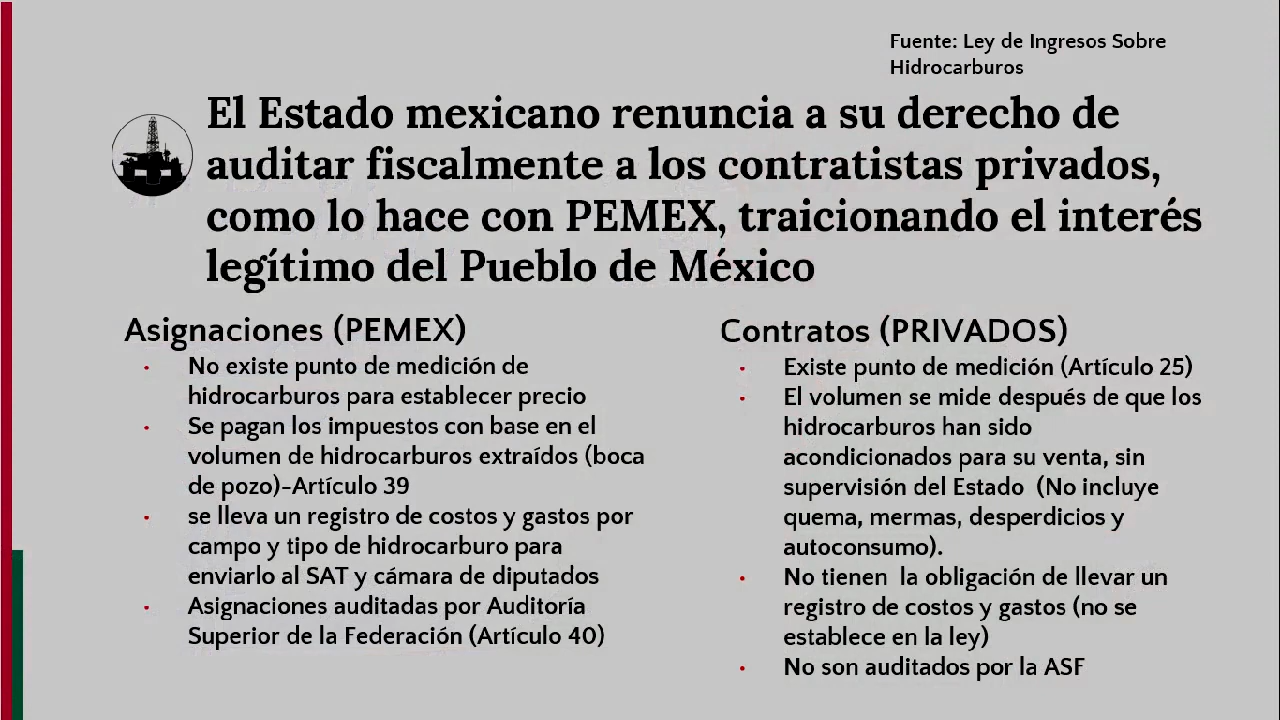 Fuente: Ley de Ingresos Sobre
Hidrocarburos
El Estado mexicano renuncia a su derecho de
auditar fiscalmente a los contratistas privados,
como lo hace con PEMEX, traicionando el interés
legítimo del Pueblo de México
Asignaciones (PEMEX)
• No existe punto de medición de
hidrocarburos para establecer precio
• Se pagan los impuestos con base en el
volumen de hidrocarburos extraídos (boca
de pozo)-Artículo 39
• se lleva un registro de costos y gastos por
campo y tipo de hidrocarburo para
enviarlo al SAT y cámara de diputados
• Asignaciones auditadas por Auditoría
Superior de la Federación (Artículo 40)
Contratos (PRIVADOS)
• Existe punto de medición (Artículo 25)
• El volumen se mide después de que los
hidrocarburos han sido
acondicionados para su venta, sin
supervisión del Estado (No incluye
quema, mermas, desperdicios y
autoconsumo).
• No tienen la obligación de llevar un
registro de costos y gastos (no se
establece en la ley)
• No son auditados por la ASF